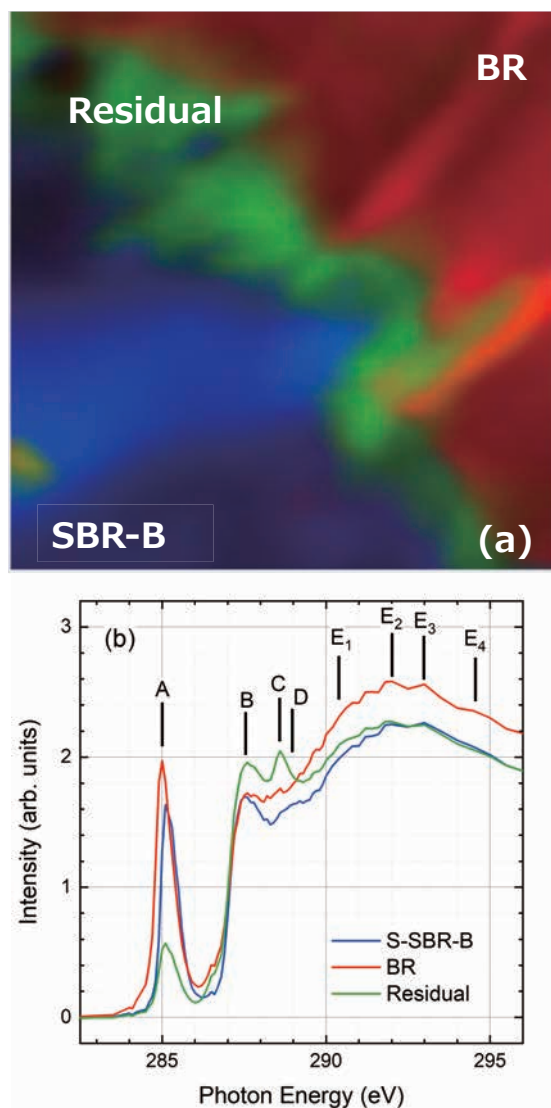 BR
Residual
SBR-B
(a)
(b)
A
B
C
D
E1
E2
E3
E4
3
2
1
0
Intensity (arb. units)
S-SBR-B
BR
Residual
285
290
295
Photon Energy (eV)